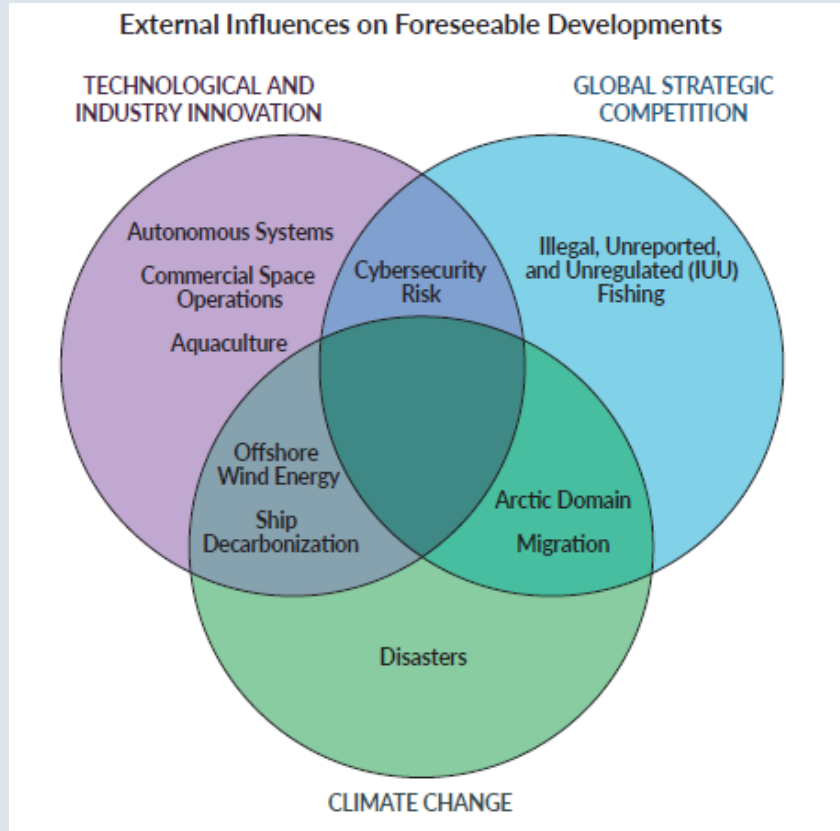 External Influences on Foreseeable Developments
TECHNOLOGICAL AND
INDUSTRY INNOVATION
GLOBAL STRATEGIC
COMPETITION
Autonomous Systems
Commercial Space
Operations
Aquaculture
Cybersecurity
Risk
Illegal, Unreported,
and Unregulated (IUU)
Fishing
Offshore
Wind Energy
Ship
Decarbonization
Arctic Domain
Migration
Disasters
CLIMATE CHANGE